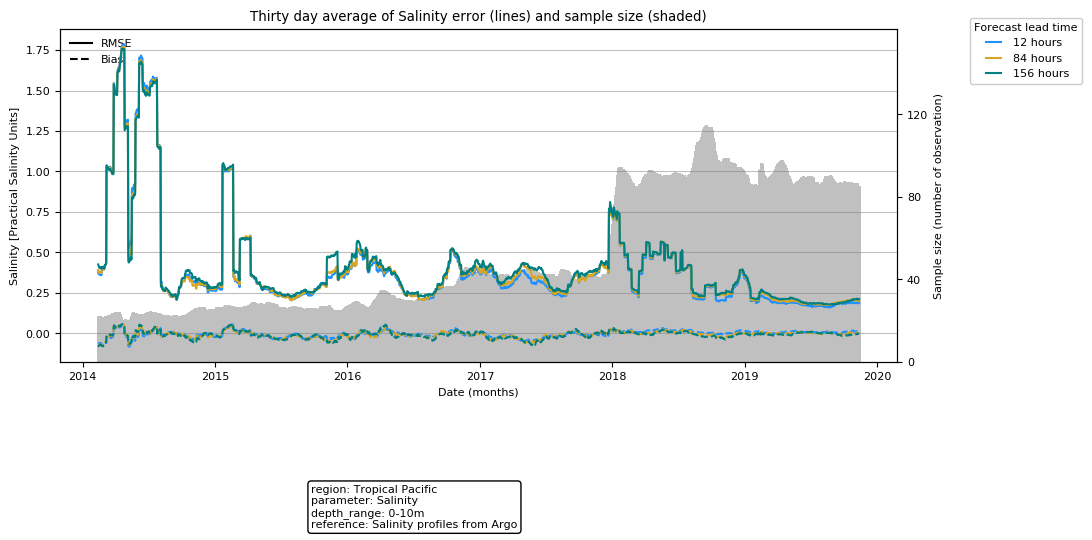 Thirty day average of Salinity error (lines) and sample size (shaded)
Forecast lead time
12 hours
84 hours
156 hours
RMSE
Bias
Salinity [Practical Salinity Units]
1.75
1.50
1.25
1.00
0.75
0.50
0.25
0.00
120
80
40
0
Sample size (number of observation)
2014 2015 2016 2017 2018 2019 2020
Date (months)
region: Tropical Pacific
parameter: Salinity
depth_range: 0-10m
reference: Salinity profiles from Argo